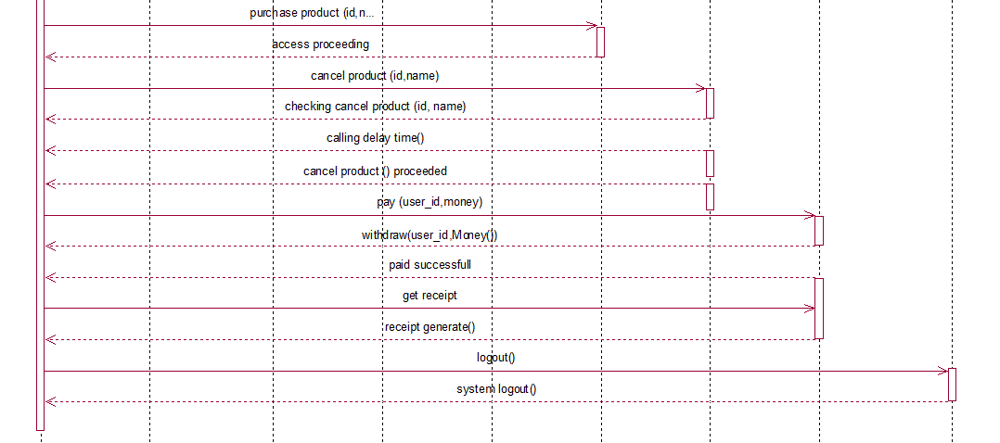 purchase product (id,n...
access proceeding
cancel product (id,name)
checking cancel product (id, name)
calling delay time()
cancel product () proceeded
pay (user_id,money)
withdraw(user_id,Money())
paid successfull
get receipt
receipt generate()
logout()
system logout()